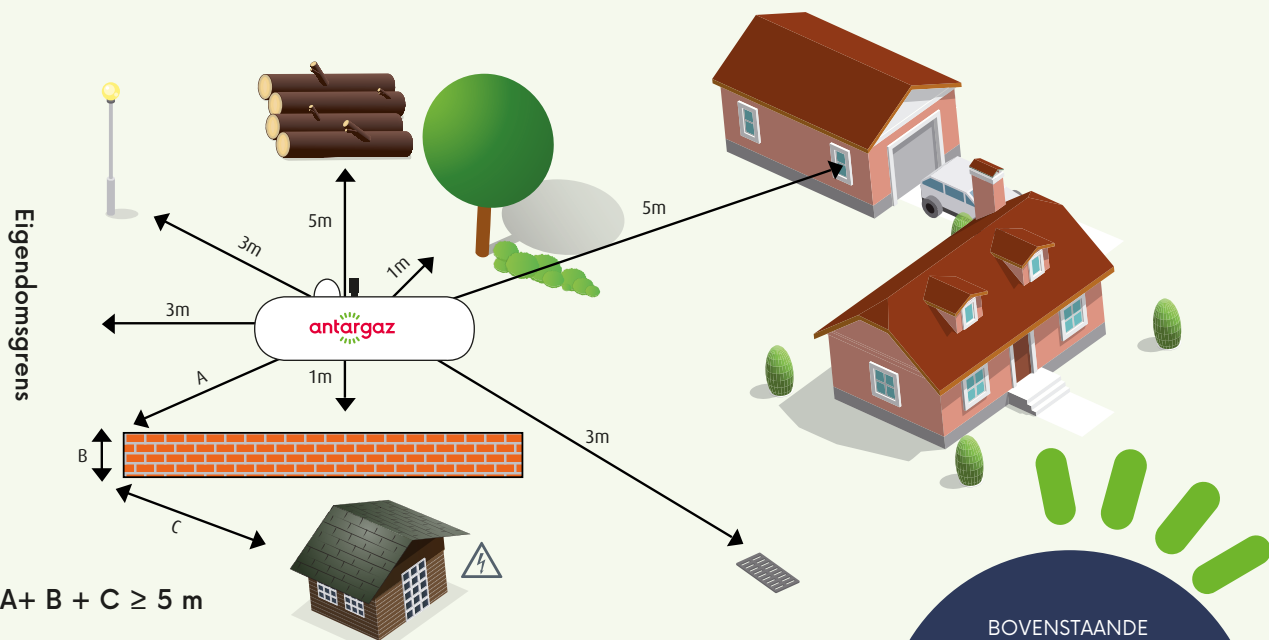 5m
5m
3m
1m
Eigendomsgrens
3m
antargaz
A
1m
3m
B
C
A+ B + C ≥ 5 m
BOVENSTAANDE